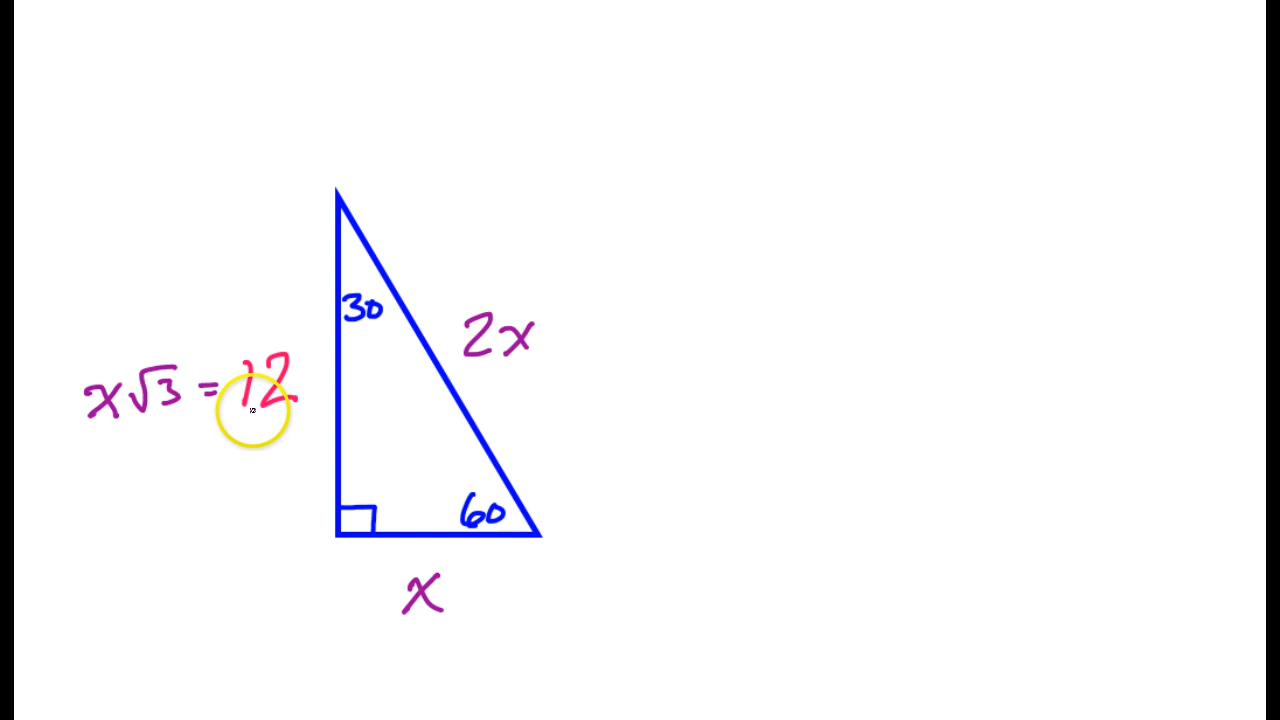 30
2x
x√3 = 12
60
x